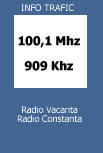 INFO TRAFIC
100,1 Mhz
909 Khz
Radio Vacanta
Radio Constanta